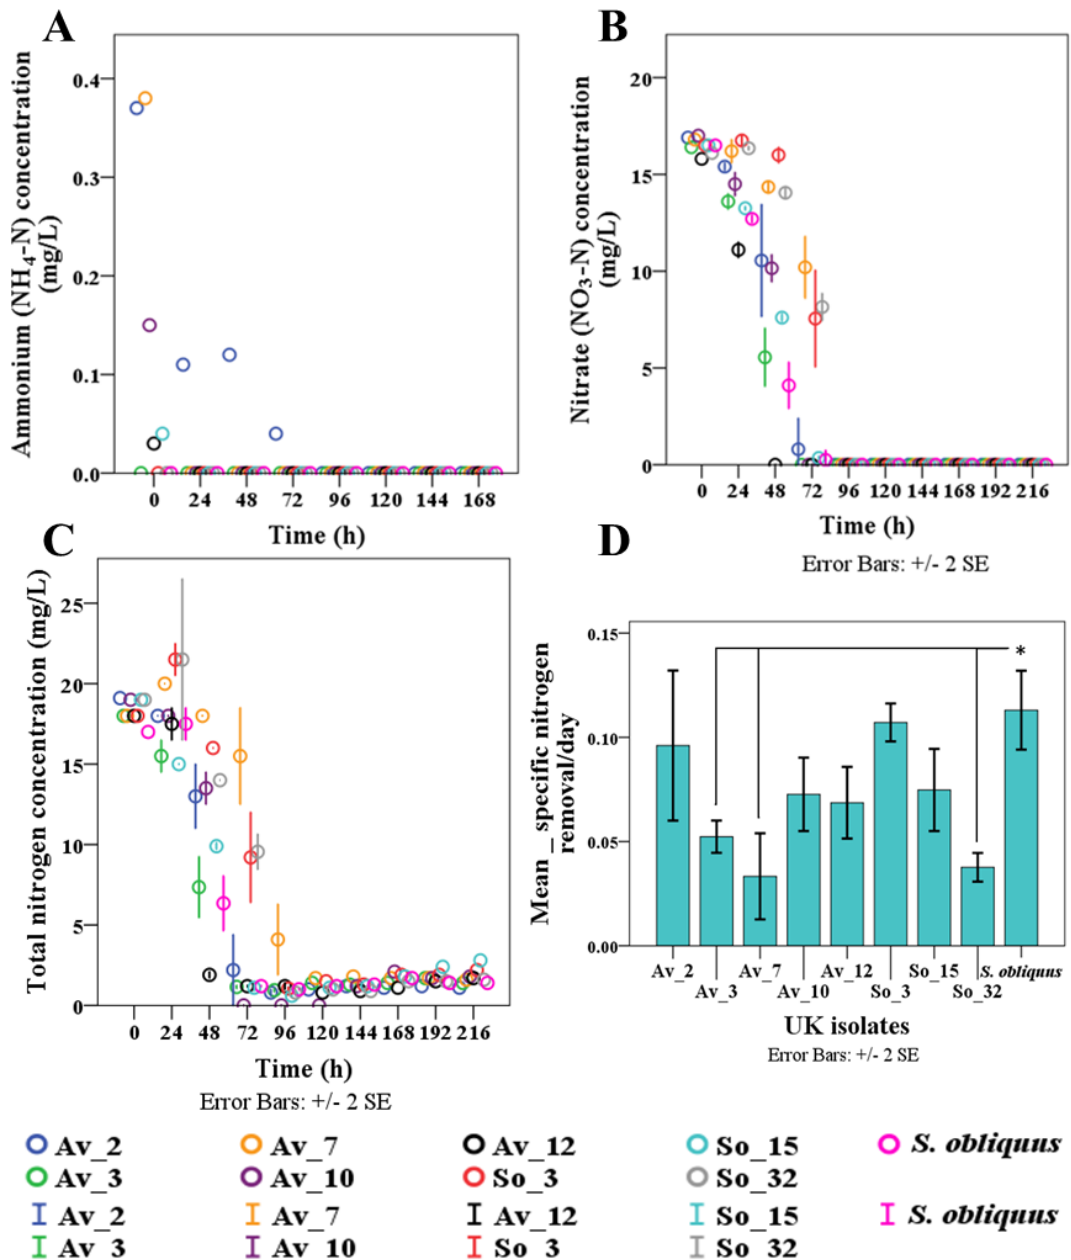 A
Ammonium (NH4-N) concentration
(mg/L)
0.4
0.3
0.2
0.1
0.0
0 24 48 72 96 120 144 168
Time (h)
B
Nitrate (NO3-N) concentration
(mg/L)
20
15
10
5
0
0 24 48 72 96 120 144 168 192 216
Time (h)
Error Bars: +/- 2 SE
C
Total nitrogen concentration (mg/L)
25
20
15
10
5
0
0 24 48 72 96 120 144 168 192 216
Time (h)
Error Bars: +/- 2 SE
D
Mean _ specific nitrogen
removal/day
0.15
0.10
0.05
0.00
*
Av_2 Av_7 Av_12 So_15 S. obliquus
Av_3 Av_10 So_3 So_32
UK isolates
Error Bars: +/- 2 SE
Av_2 Av_7 Av_12 So_15 S. obliquus
Av_3 Av_10 So_3 So_32
Av_2 Av_7 Av_12 So_15 S. obliquus
Av_3 Av_10 So_3 So_32